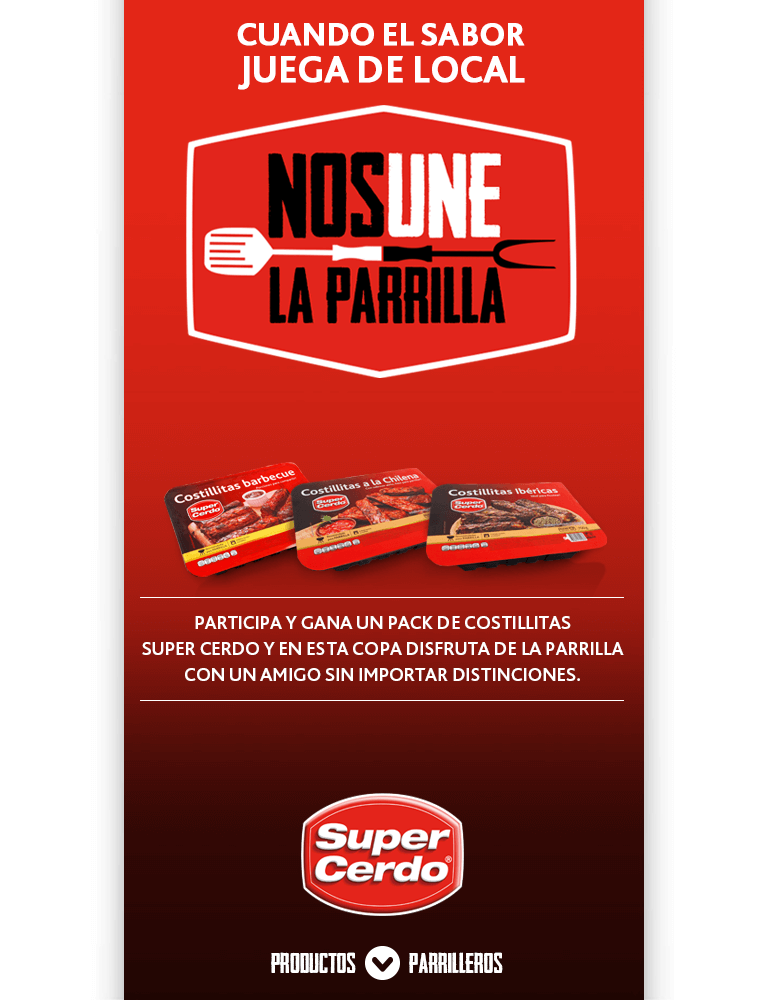 CUANDO EL SABOR
JUEGA DE LOCAL
NOSUNE
LA PARRILLA
Costillitas barbecue
Super
Cerdo
Costillitas a la Chilena
Super
Cerdo
Costillitas Ibéricas
Super
Cerdo
PARTICIPA Y GANA UN PACK DE COSTILLITAS
SUPER CERDO Y EN ESTA COPA DISFRUTA DE LA PARRILLA
CON UN AMIGO SIN IMPORTAR DISTINCIONES.
Super
Cerdo®
PRODUCTOS PARRILLEROS